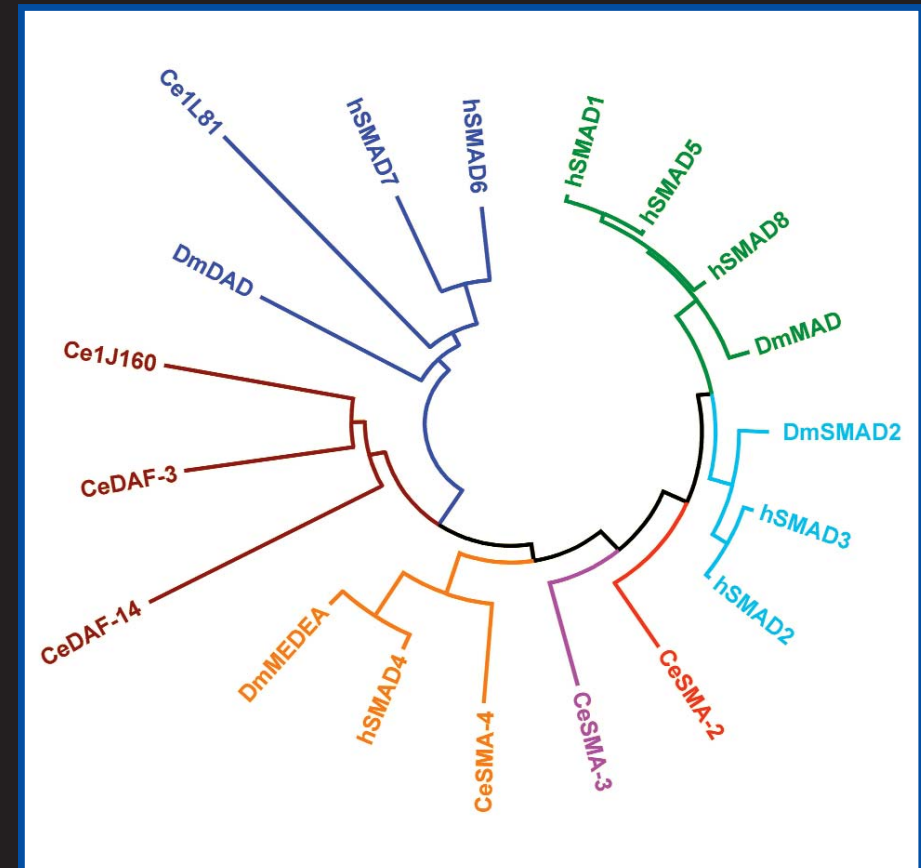 Ce1L81
hSMAD7
hSMAD6
hSMAD1
hSMAD5
hSMAD8
DmMAD
DmSMAD2
hSMAD3
hSMAD2
CeSMA-2
CeSMA-3
CeSMA-4
hSMAD4
DmMEDEA
CeDAF-14
CeDAF-3
Ce1J160
DmDAD